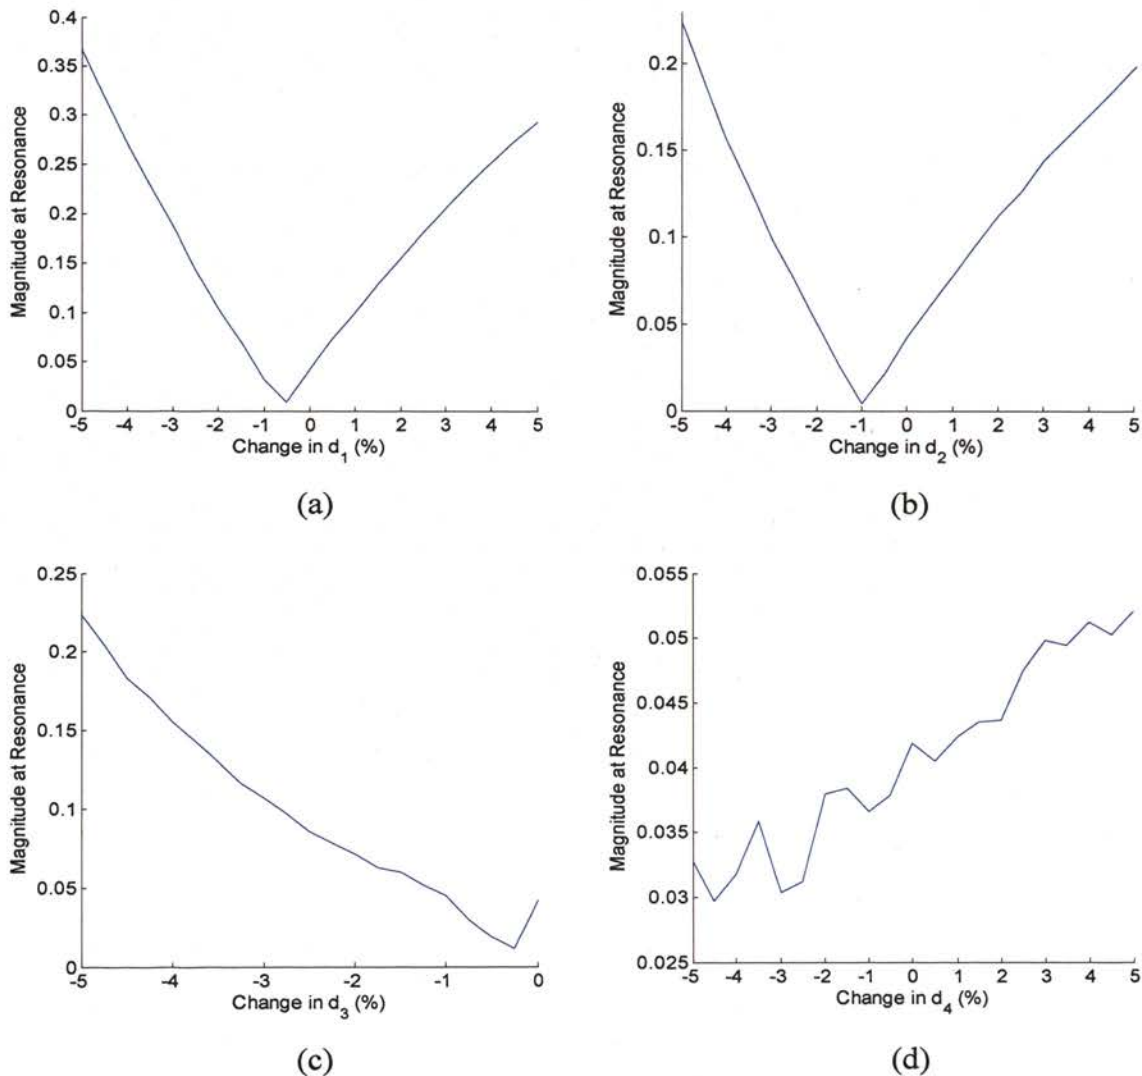 0.4
0.35
0.3
0.25
0.2
0.15
0.1
0.05
0
Magnitude at Resonance
-5 -4 -3 -2 -1 0 1 2 3 4 5
Change in d1 (%)
(a)
0.2
0.15
0.1
0.05
0
Magnitude at Resonance
-5 -4 -3 -2 -1 0 1 2 3 4 5
Change in d2 (%)
(b)
0.25
0.2
0.15
0.1
0.05
0
Magnitude at Resonance
-5 -4 -3 -2 -1 0
Change in d3 (%)
(c)
0.055
0.05
0.045
0.04
0.035
0.03
0.025
Magnitude at Resonance
-5 -4 -3 -2 -1 0 1 2 3 4 5
Change in d4 (%)
(d)